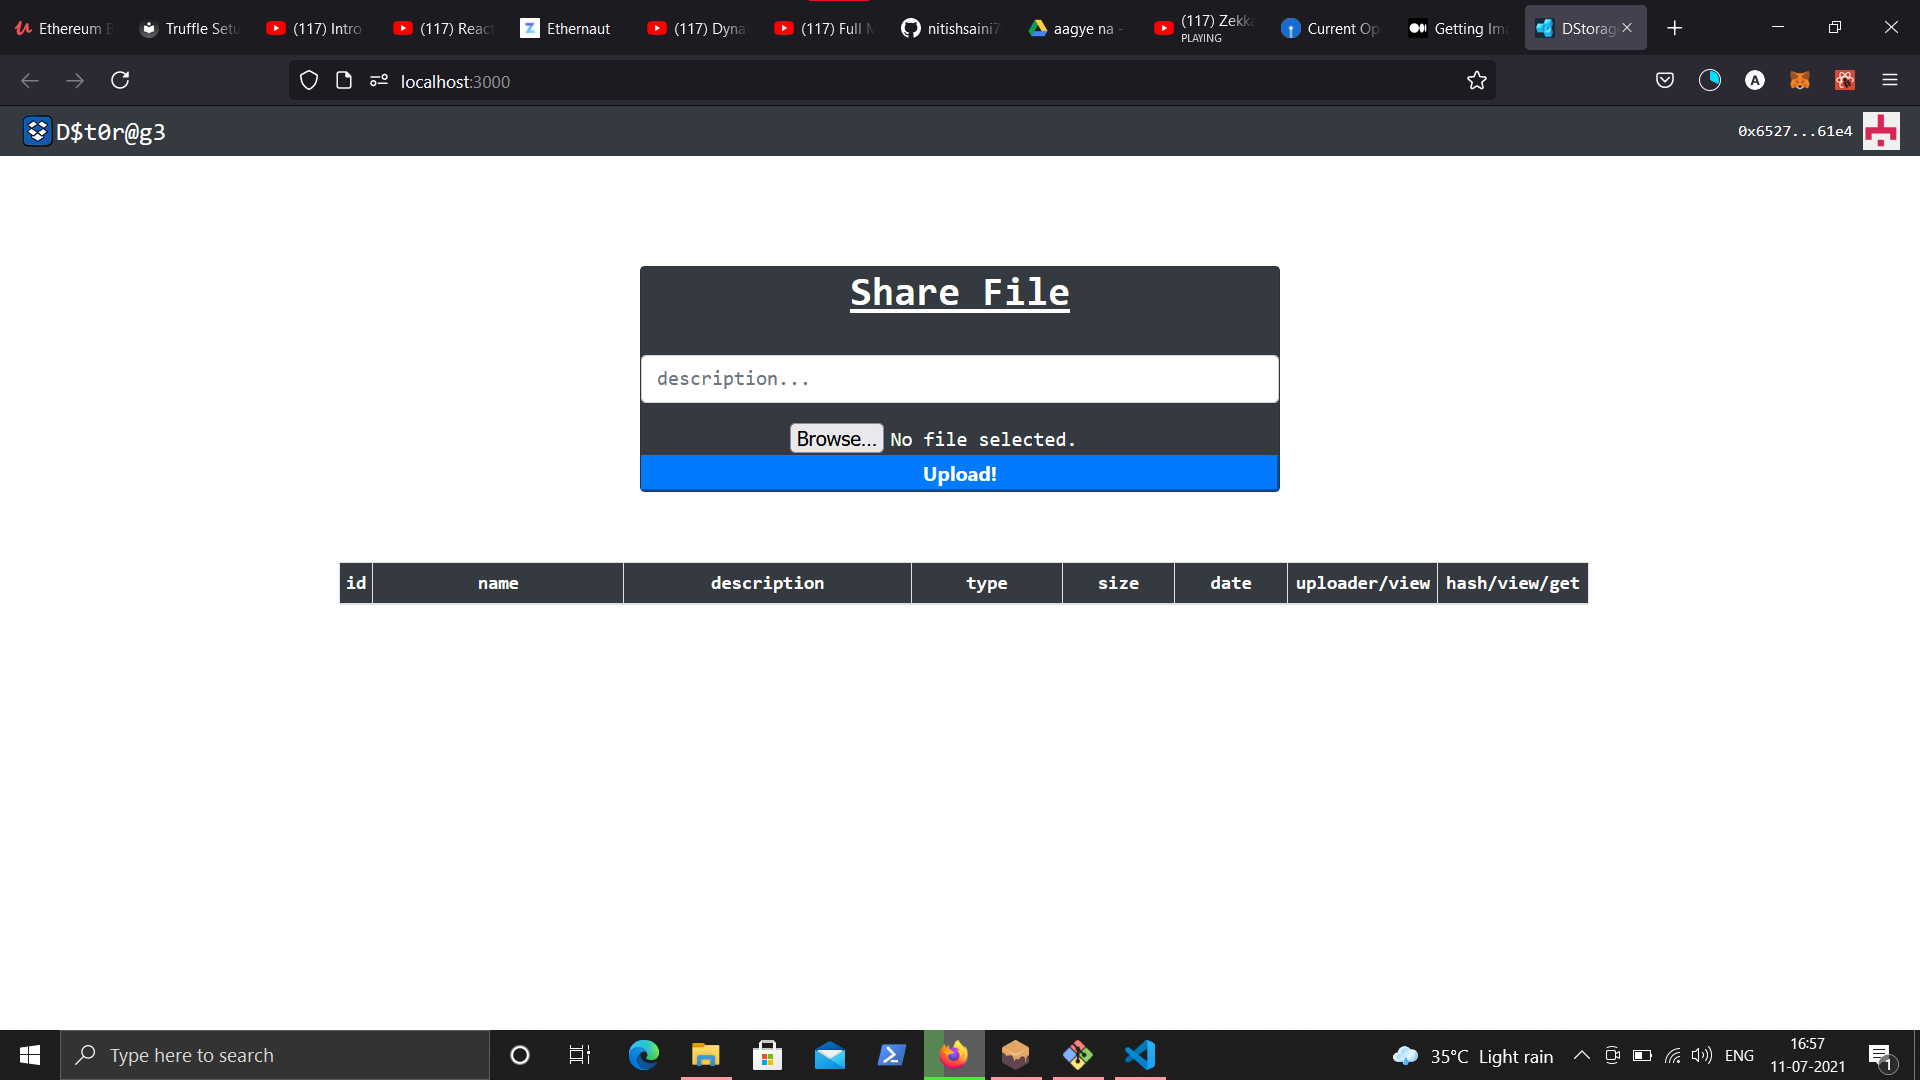 Ethereum
Truffle Setu
(117) Intro
(117) React
Ethernaut
(117) Dyna
(117) Full M
nitishsaini7
aagye na -
(117) Zekka
PLAYING
Current Op
Getting Ima
DStorag
localhost:3000
D$t0r@g3
0x6527...61e4
Share File
description...
Browse... No file selected.
Upload!
id name description type size date uploader/view hash/view/get
Type here to search
35°C Light rain
ENG
16:57
11-07-2021
1